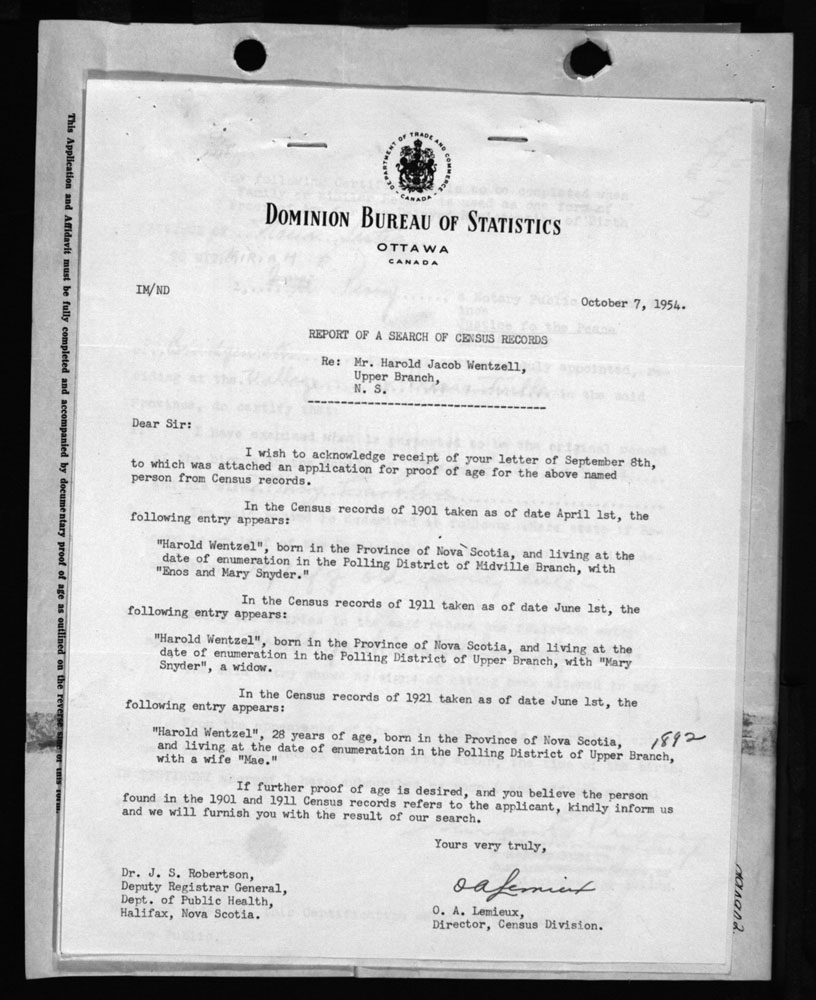 DEPARTMENT OF TRADE AND COMMERCE
CANADA
DOMINION BUREAU OF STATISTICS
OTTAWA
CANADA
IM/ND
October 7, 1954.
REPORT OF A SEARCH OF CENSUS RECORDS
Re: Mr. Harold Jacob Wentzell,
Upper Branch,
N. S.
Dear Sir:
I wish to acknowledge receipt of your letter of September 8th,
to which was attached an application for proof of age for the above named
person from Census records.
In the Census records of 1901 taken as of date April 1st, the
following entry appears:
"Harold Wentzel", born in the Province of Nova Scotia, and living at the
date of enumeration in the Polling District of Midville Branch, with
"Enos and Mary Snyder."
In the Census records of 1911 taken as of date June 1st, the
following entry appears:
"Harold Wentzel", born in the Province of Nova Scotia, and living at the
date of enumeration in the Polling District of Upper Branch, with "Mary
Snyder", a widow.
In the Census records of 1921 taken as of date June 1st, the
following entry appears:
"Harold Wentzel", 28 years of age, born in the Province of Nova Scotia,
1892
and living at the date of enumeration in the Polling District of Upper Branch,
with a wife "Mae."
If further proof of age is desired, and you believe the person
found in the 1901 and 1911 Census records refers to the applicant, kindly inform us
and we will furnish you with the result of our search.
Yours very truly,
O A Lemieux
O. A. Lemieux,
Director, Census Division.
Dr. J. S. Robertson,
Deputy Registrar General,
Dept. of Public Health,
Halifax, Nova Scotia.
This Application and Affidavit must be fully completed and accompanied by documentary proof of age as outlined on the reverse side of this form.